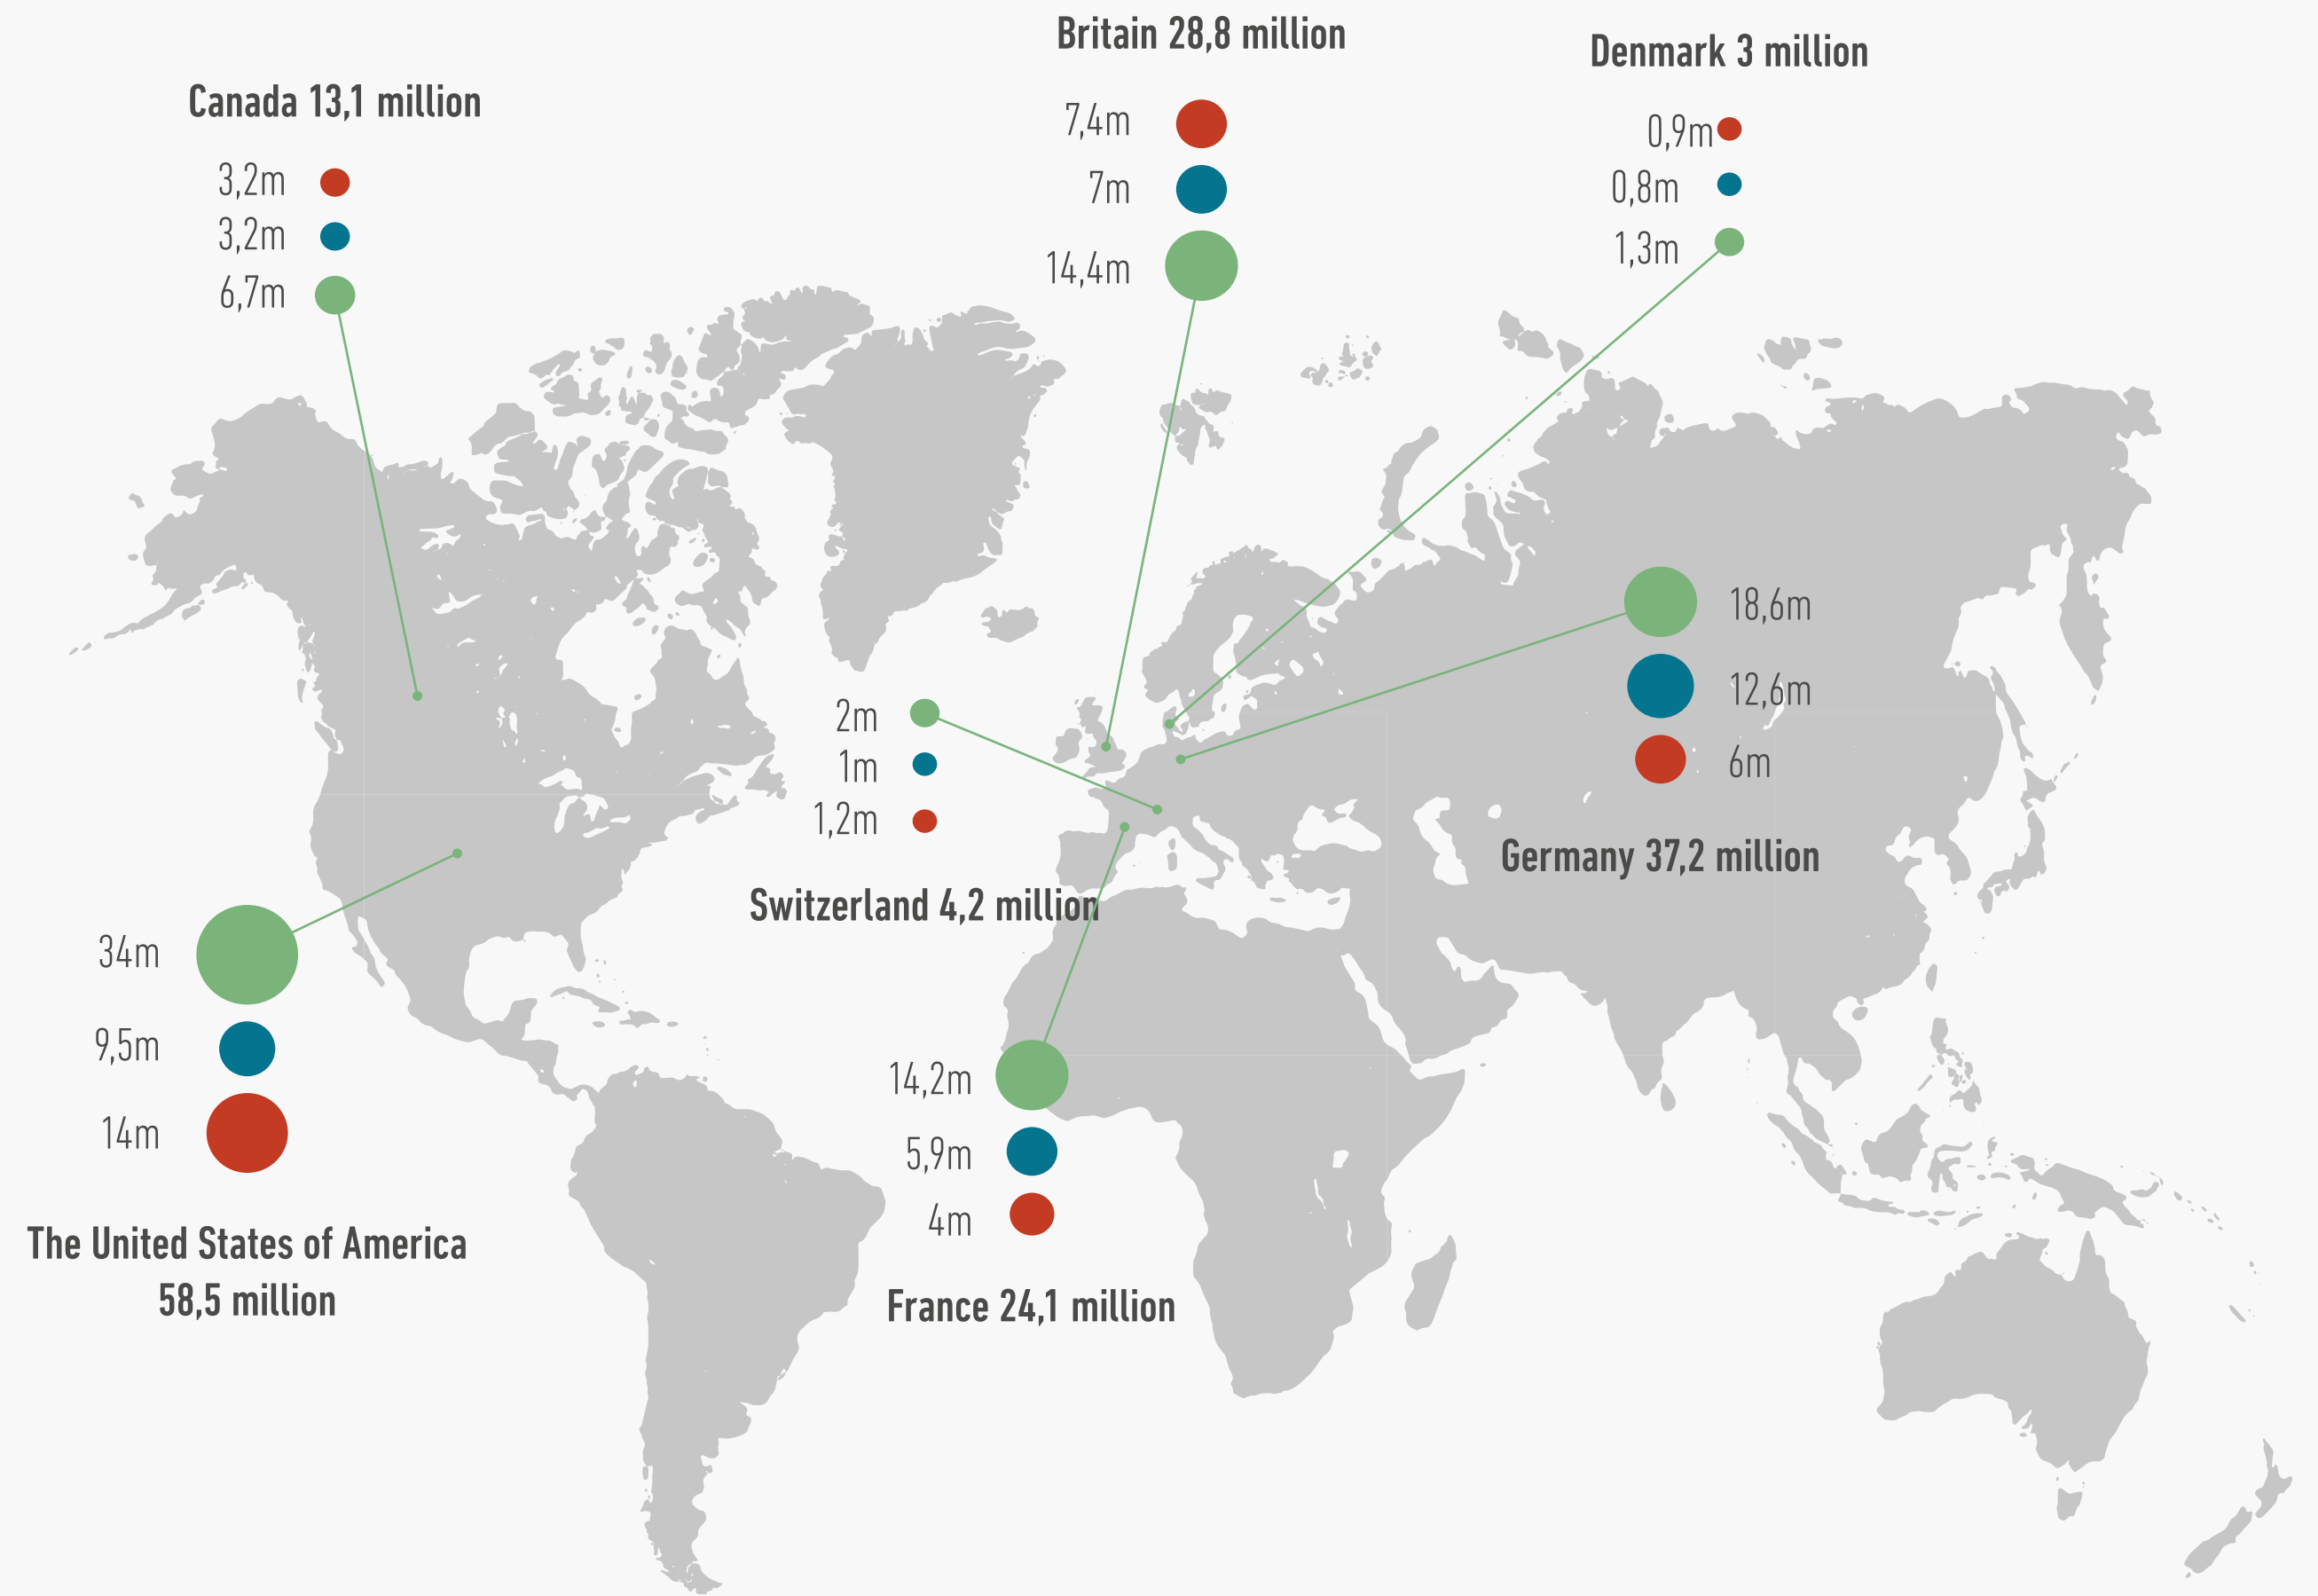 Canada 13,1 million
3,2m
3,2m
6,7m
Britain 28,8 million
7,4m
7m
14,4m
Denmark 3 million
0,9m
0,8m
1,3m
18,6m
12,6m
6m
Germany 37,2 million
2m
1m
1,2m
Switzerland 4,2 million
34m
9,5m
14m
The United States of America
58,5 million
14,2m
5,9m
4m
France 24,1 million